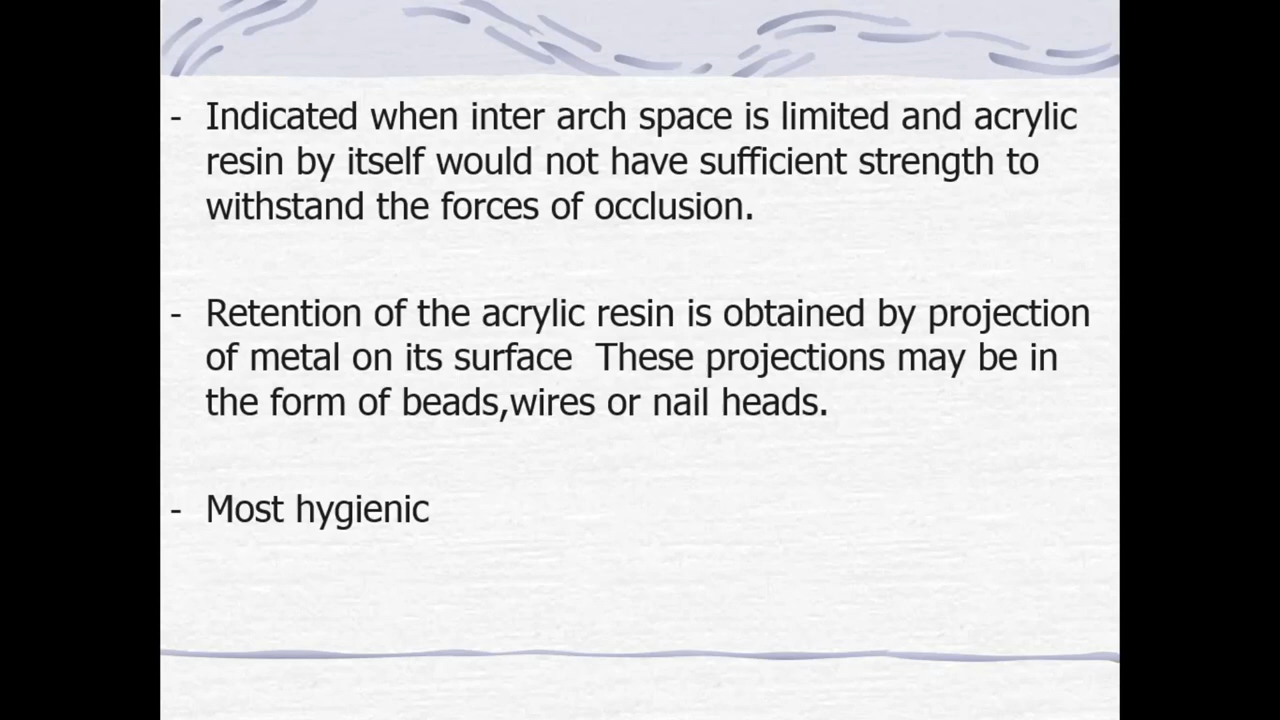 - Indicated when inter arch space is limited and acrylic
resin by itself would not have sufficient strength to
withstand the forces of occlusion.
- Retention of the acrylic resin is obtained by projection
of metal on its surface  These projections may be in
the form of beads,wires or nail heads.
- Most hygienic